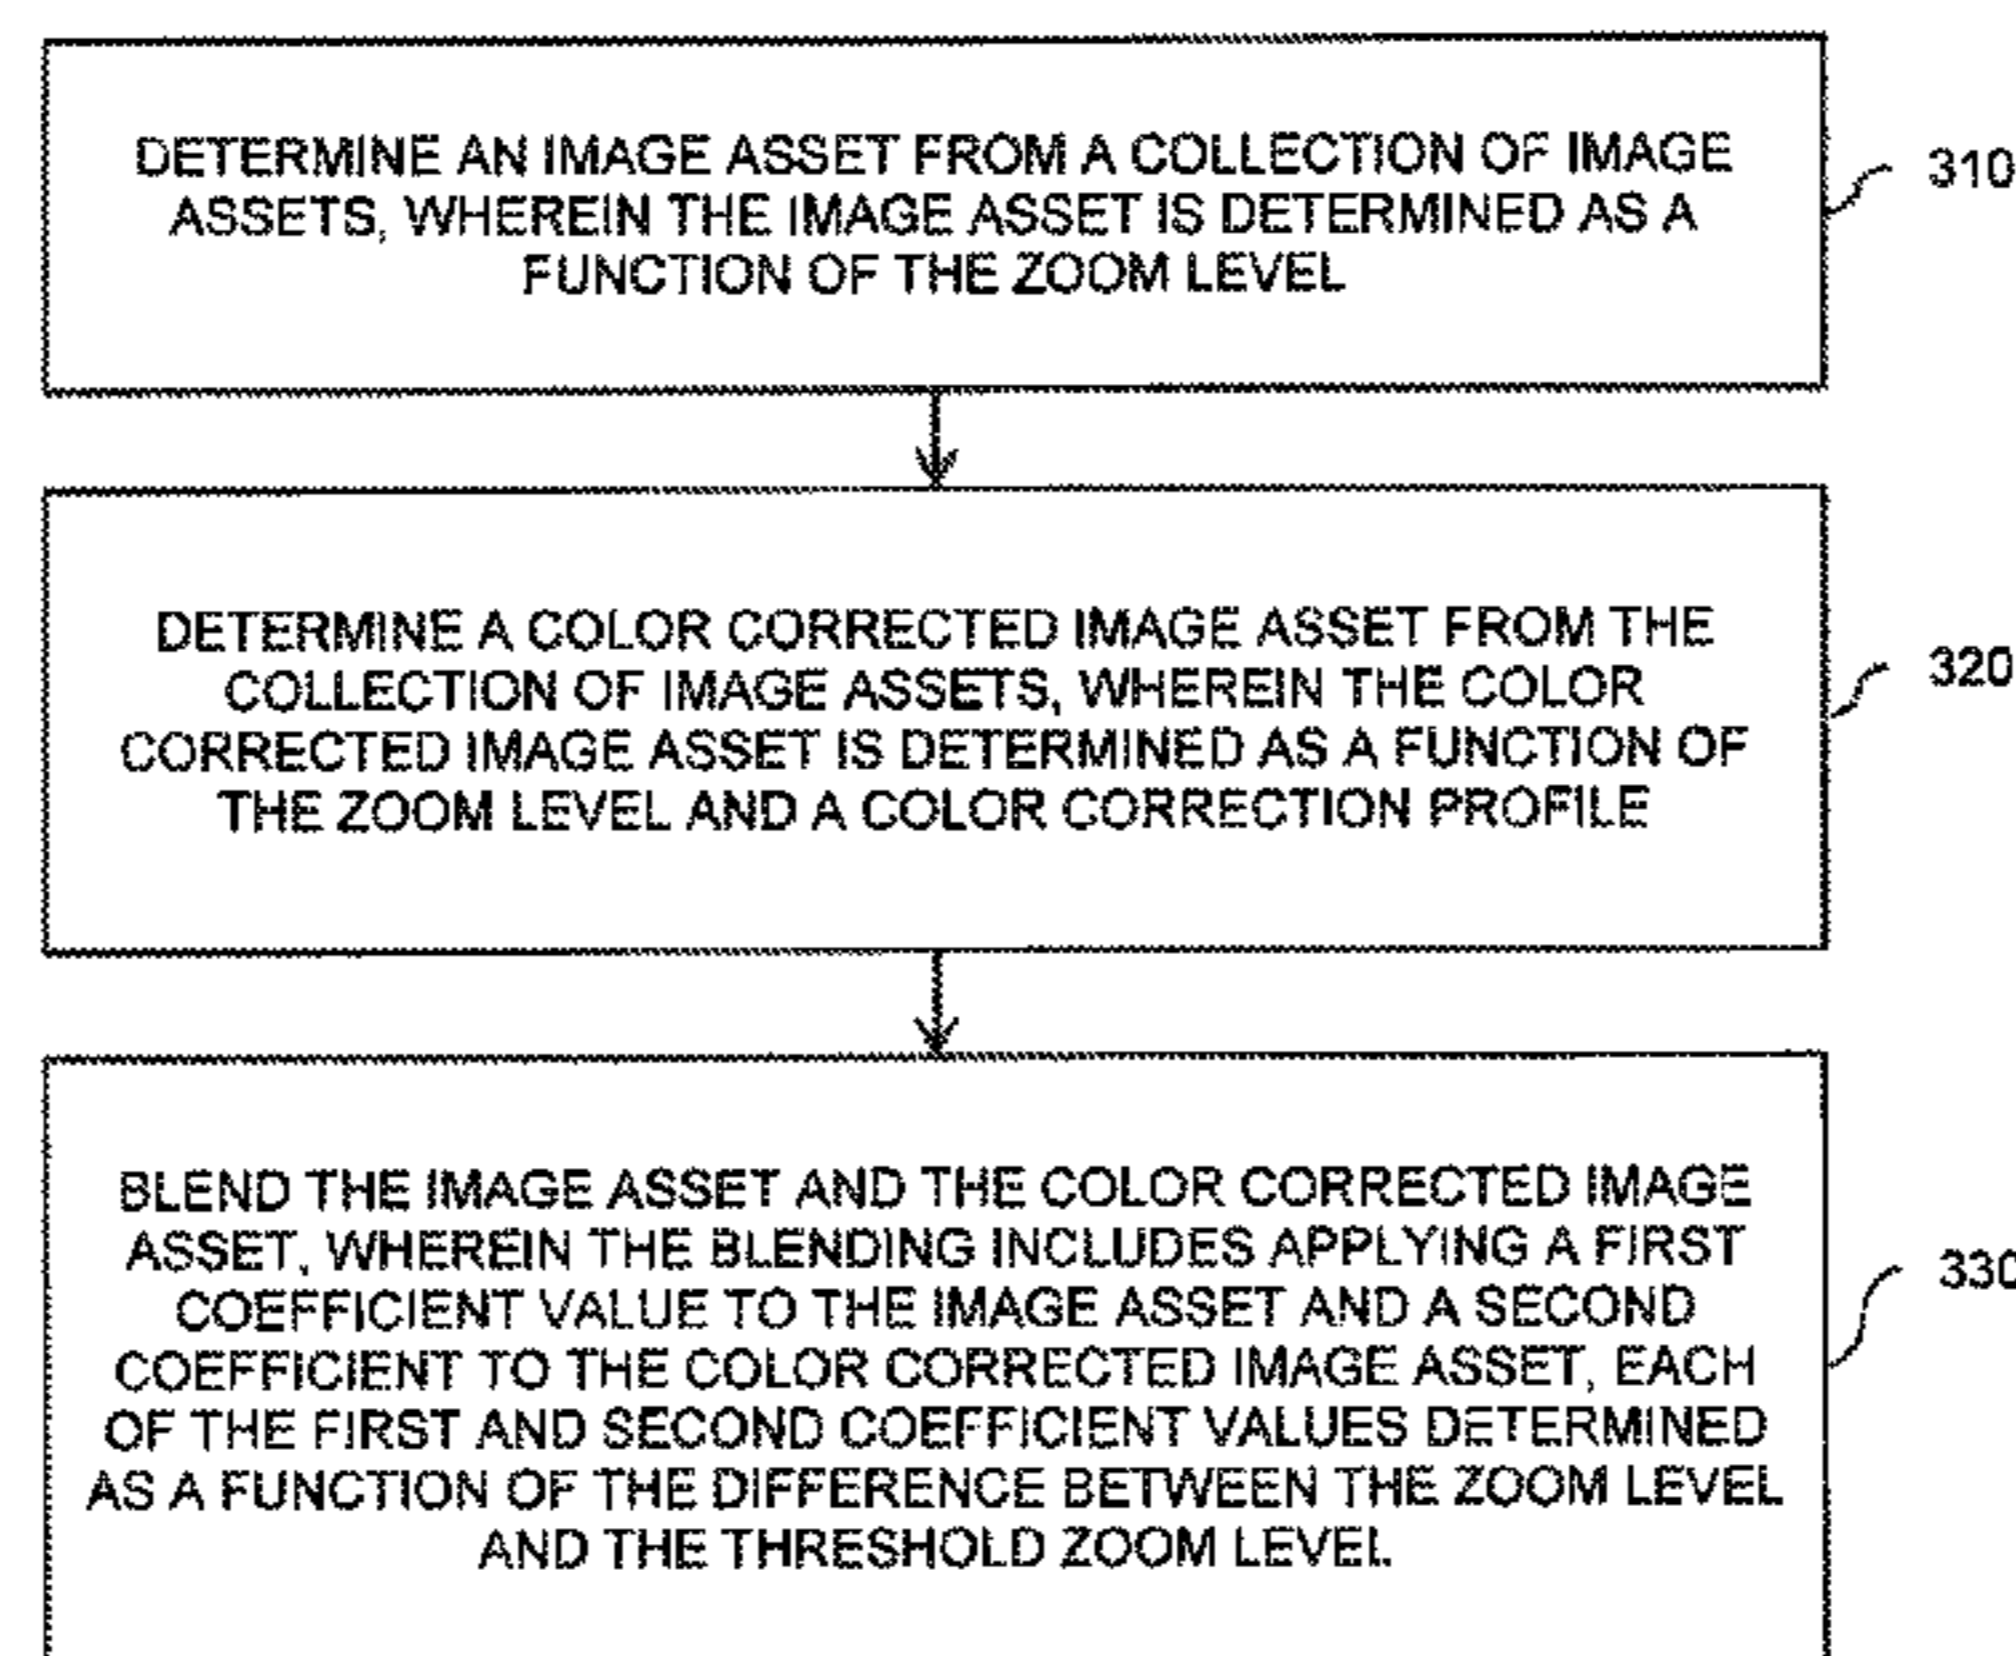 DETERMINE AN IMAGE ASSET FROM A COLLECTION OF IMAGE
ASSETS, WHEREIN THE IMAGE ASSET IS DETERMINED AS A
FUNCTION OF THE ZOOM LEVEL
310
DETERMINE A COLOR CORRECTED IMAGE ASSET FROM THE
COLLECTION OF IMAGE ASSETS, WHEREIN THE COLOR
CORRECTED IMAGE ASSET IS DETERMINED AS A FUNCTION OF
THE ZOOM LEVEL AND A COLOR CORRECTION PROFILE
320
BLEND THE IMAGE ASSET AND THE COLOR CORRECTED IMAGE
ASSET, WHEREIN THE BLENDING INCLUDES APPLYING A FIRST
COEFFICIENT VALUE TO THE IMAGE ASSET AND A SECOND
COEFFICIENT TO THE COLOR CORRECTED IMAGE ASSET, EACH
OF THE FIRST AND SECOND COEFFICIENT VALUES DETERMINED
AS A FUNCTION OF THE DIFFERENCE BETWEEN THE ZOOM LEVEL
AND THE THRESHOLD ZOOM LEVEL.
330